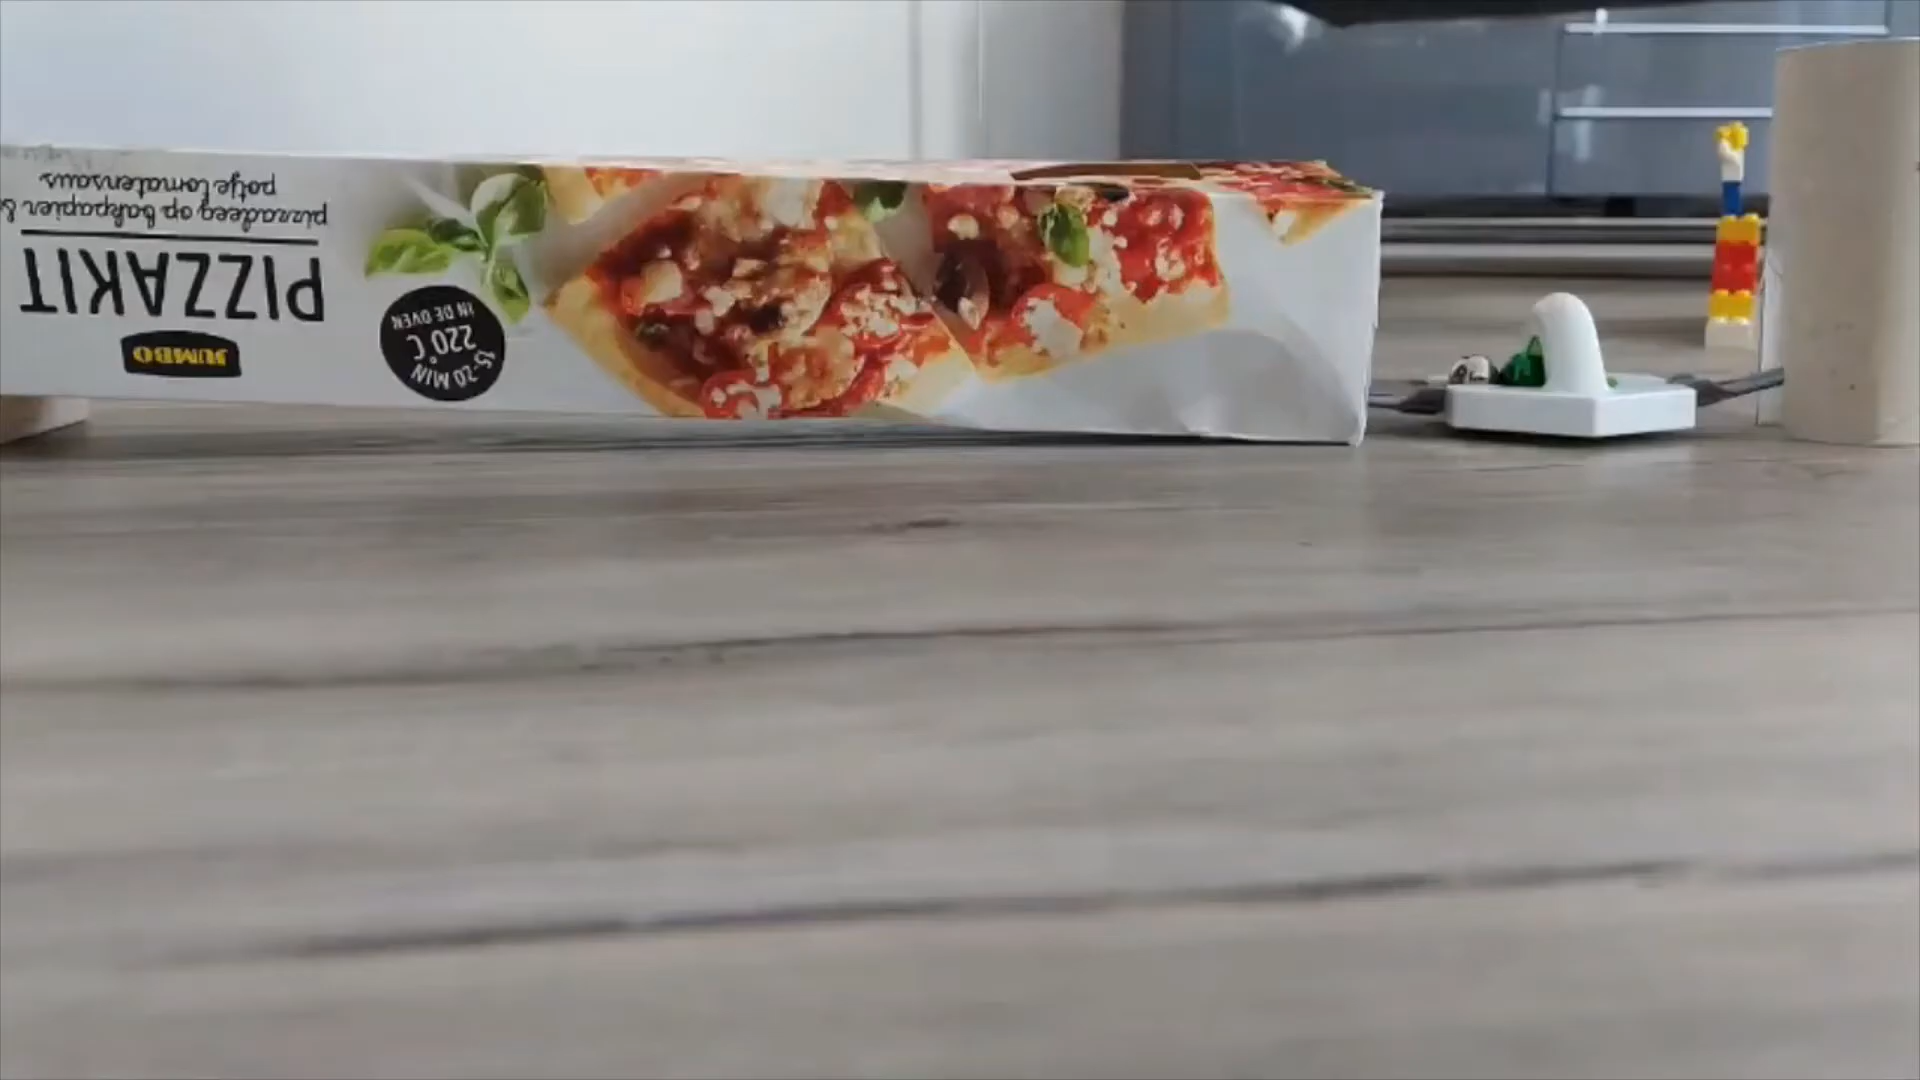 JUMBO
PIZZAKIT
pizzadeeg op bakpapier &
potje tomatensaus
15-20 MIN
220°C
IN DE OVEN